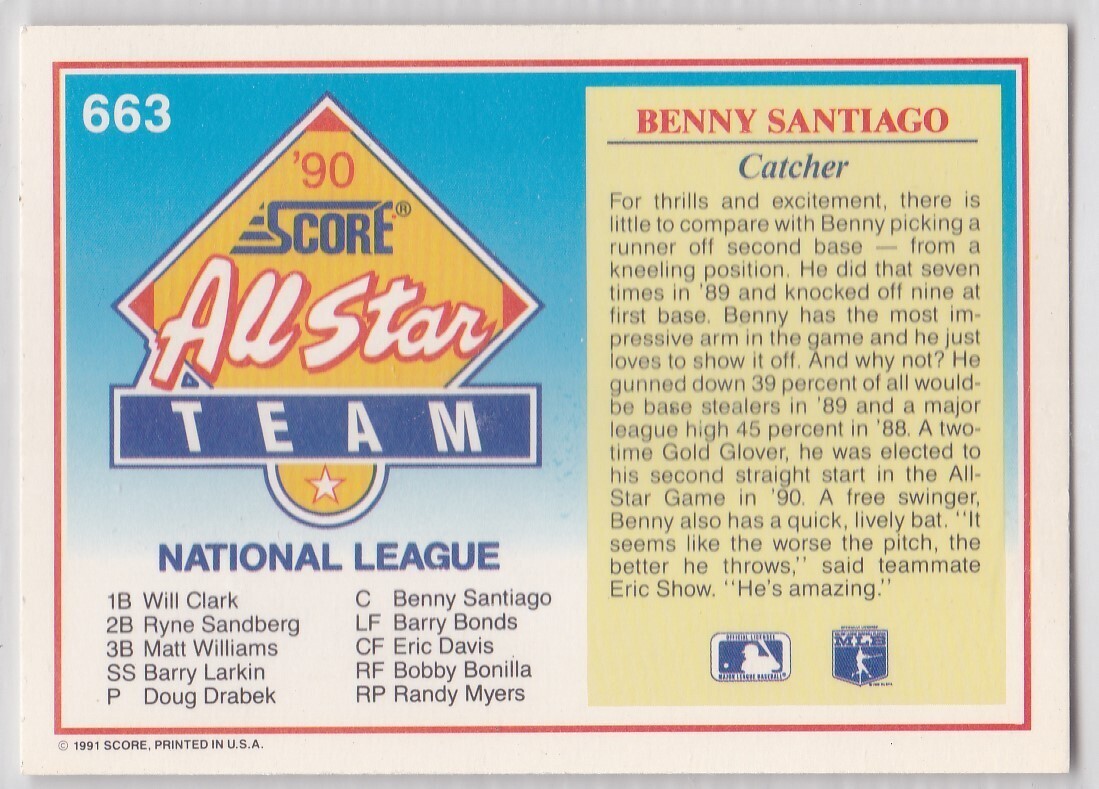 663
'90
SCORE®
All Star
TEAM
NATIONAL LEAGUE
1B Will Clark
2B Ryne Sandberg
3B Matt Williams
SS Barry Larkin
P Doug Drabek
C Benny Santiago
LF Barry Bonds
CF Eric Davis
RF Bobby Bonilla
RP Randy Myers
BENNY SANTIAGO
Catcher
For thrills and excitement, there is
little to compare with Benny picking a
runner off second base — from a
kneeling position. He did that seven
times in '89 and knocked off nine at
first base. Benny has the most im-
pressive arm in the game and he just
loves to show it off. And why not? He
gunned down 39 percent of all would-
be base stealers in '89 and a major
league high 45 percent in '88. A two-
time Gold Glover, he was elected to
his second straight start in the All-
Star Game in '90. A free swinger,
Benny also has a quick, lively bat. "It
seems like the worse the pitch, the
better he throws," said teammate
Eric Show. "He's amazing."
OFFICIAL LICENSEE
MAJOR LEAGUE BASEBALL®
MLB
© 1991 SCORE, PRINTED IN U.S.A.